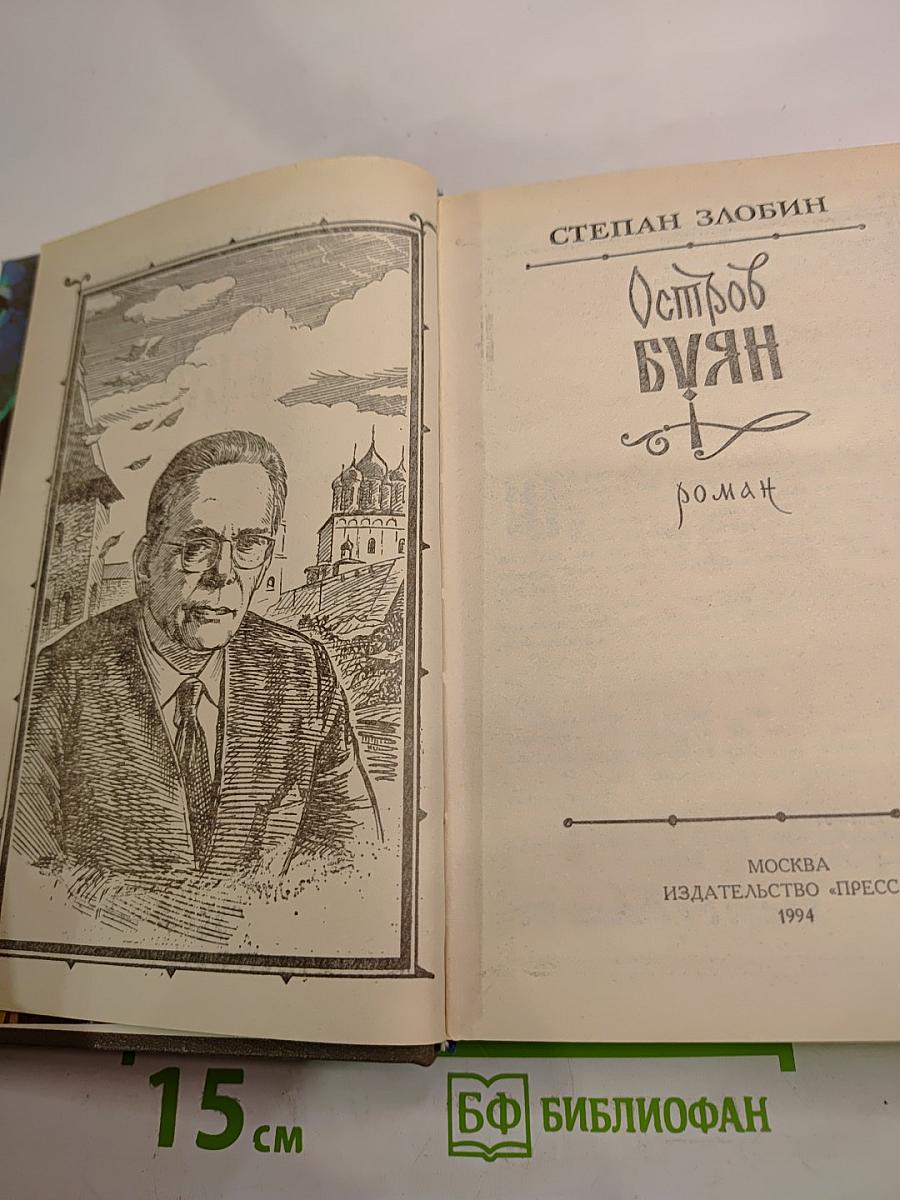 СТЕПАН ЗЛОБИН
Остров
БУЯН
роман
МОСКВА
ИЗДАТЕЛЬСТВО «ПРЕСС
1994
15 см
БФ БИБЛИОФАН